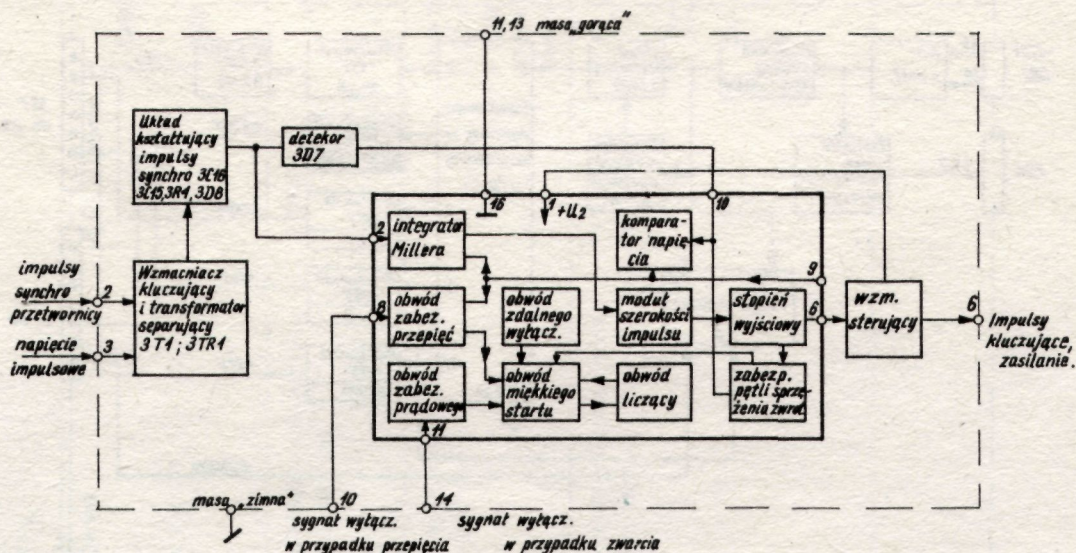 11, 13 masa „gorąca"
Układ
kształtujący
impulsy
synchro 3C16
3C15, 3R4, 3D8
detekor
3D7
16
1
+U₂
10
2
integrator
Millera
kompara-
tor napię-
cia
impulsy
synchro
przetwornicy
2
napięcie
impulsowe
3
Wzmacniacz
kluczujący
i transformator
separujący
3T1 ; 3TR1
8
obwód
zabez.
przepięć
obwód
zdalnego
wyłącz.
moduł
szerokości
impulsu
stopień
wyjściowy
9
6
wzm.
sterujący
6
Impulsy
kluczujące,
zasilanie.
obwód
zabez.
prądowego
obwód
miękkiego
startu
obwód
liczący
zabezp.
pętli sprzę-
żenia zwrot.
11
masa „zimna"
10
14
sygnał wyłącz.
w przypadku przepięcia
sygnał wyłącz.
w przypadku zwarcia